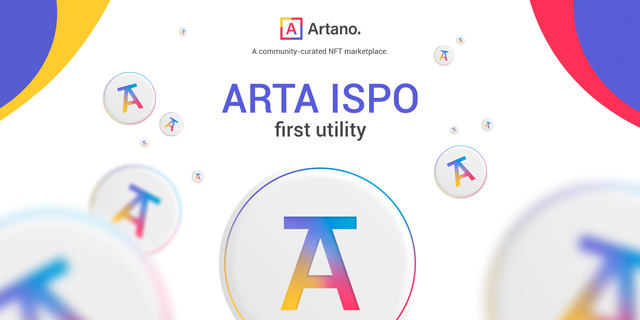 A Artano.
A community-curated NFT marketplace.
ARTA ISPO
first utility